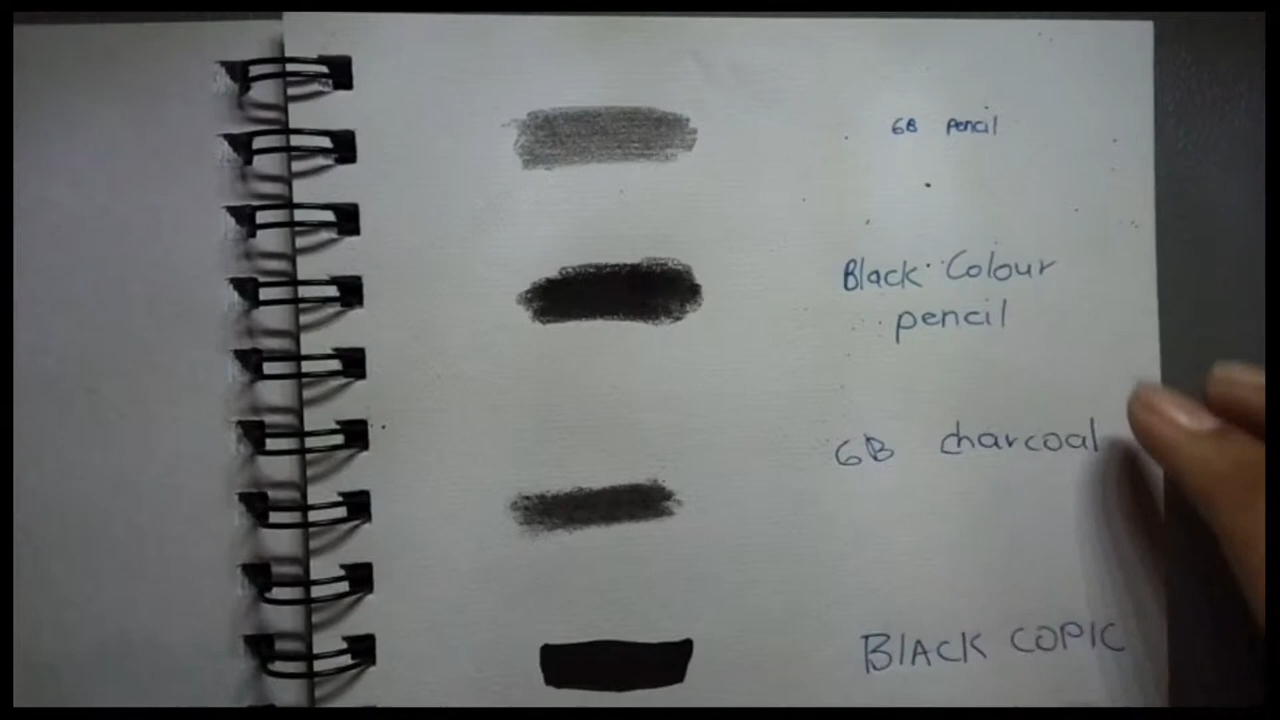 6B pencil
Black Colour
pencil
6B charcoal
BLACK COPIC